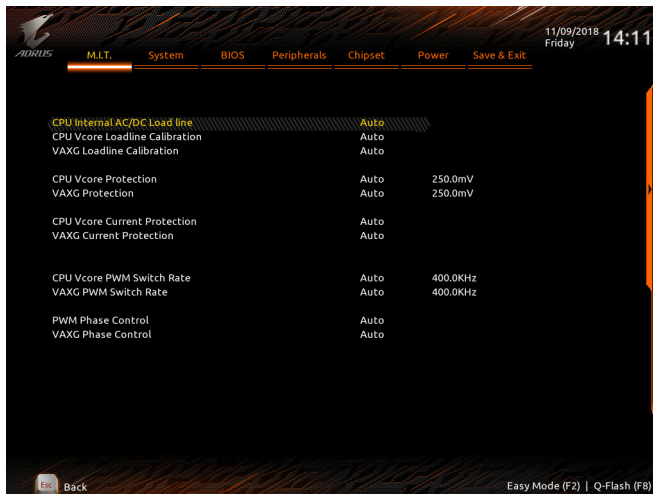 11/09/2018 14:11
Friday
AORUS
M.I.T. System BIOS Peripherals Chipset Power Save & Exit
CPU Internal AC/DC Load line Auto
CPU Vcore Loadline Calibration Auto
VAXG Loadline Calibration Auto
CPU Vcore Protection Auto 250.0mV
VAXG Protection Auto 250.0mV
CPU Vcore Current Protection Auto
VAXG Current Protection Auto
CPU Vcore PWM Switch Rate Auto 400.0KHz
VAXG PWM Switch Rate Auto 400.0KHz
PWM Phase Control Auto
VAXG Phase Control Auto
Esc Back Easy Mode (F2) | Q-Flash (F8)